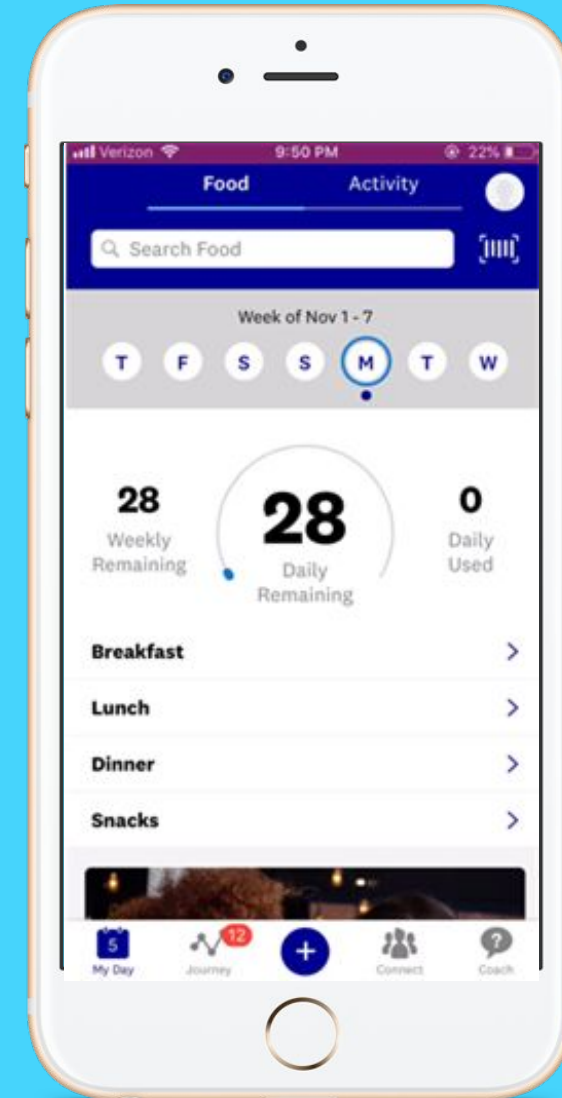 Verizon 9:50 PM 22%
Food Activity
Search Food
Week of Nov 1 - 7
T F S S M T W
28 28 0
Weekly Remaining Daily Remaining Daily Used
Breakfast
Lunch
Dinner
Snacks
5 12 +
My Day Journey Connect Coach